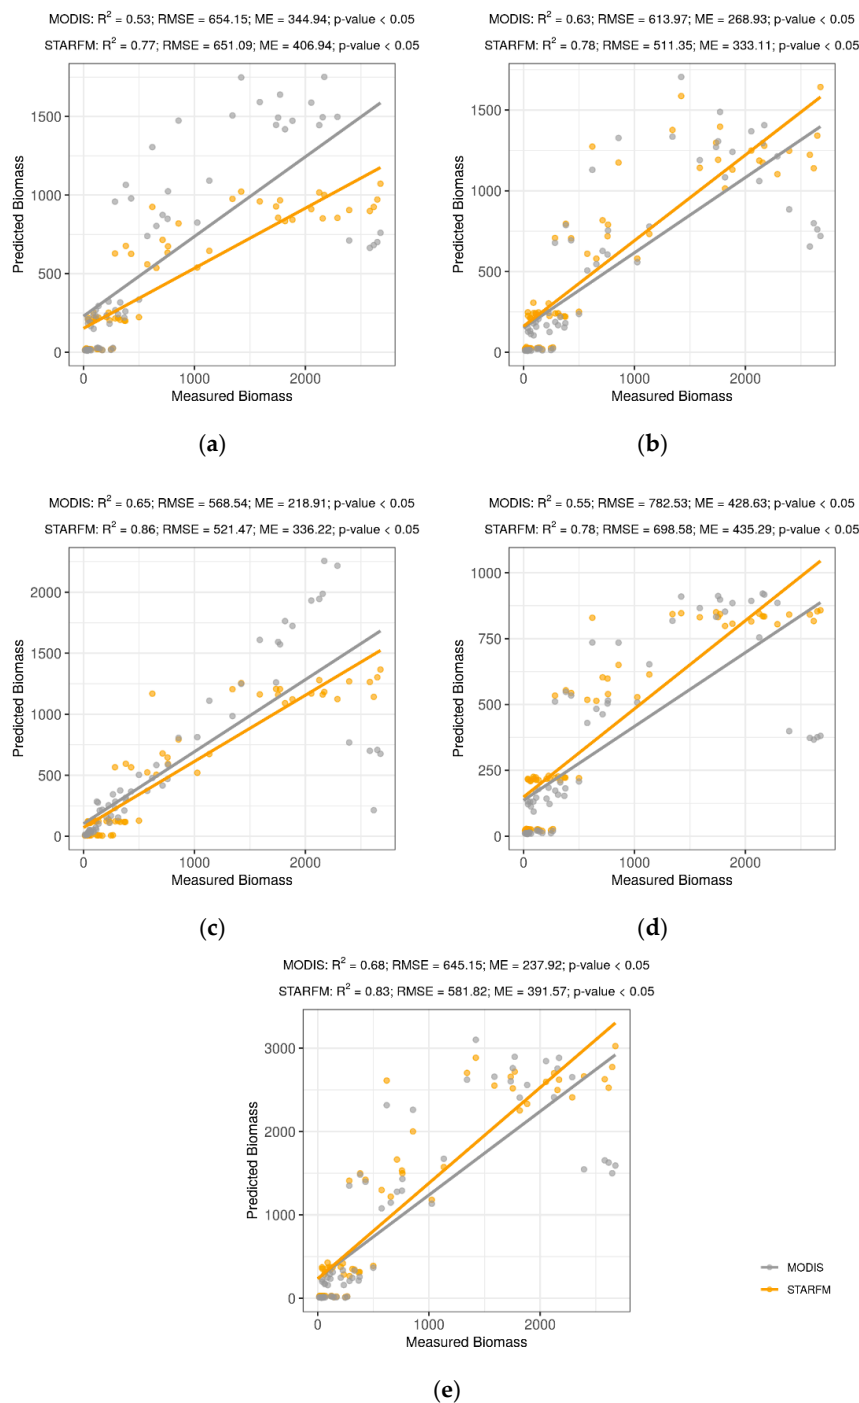 MODIS: R² = 0.53; RMSE = 654.15; ME = 344.94; p-value < 0.05
STARFM: R² = 0.77; RMSE = 651.09; ME = 406.94; p-value < 0.05
Predicted Biomass
1500
1000
500
0
0 1000 2000
Measured Biomass
(a)
MODIS: R² = 0.63; RMSE = 613.97; ME = 268.93; p-value < 0.05
STARFM: R² = 0.78; RMSE = 511.35; ME = 333.11; p-value < 0.05
Predicted Biomass
1500
1000
500
0
0 1000 2000
Measured Biomass
(b)
MODIS: R² = 0.65; RMSE = 568.54; ME = 218.91; p-value < 0.05
STARFM: R² = 0.86; RMSE = 521.47; ME = 336.22; p-value < 0.05
Predicted Biomass
2000
1500
1000
500
0
0 1000 2000
Measured Biomass
(c)
MODIS: R² = 0.55; RMSE = 782.53; ME = 428.63; p-value < 0.05
STARFM: R² = 0.78; RMSE = 698.58; ME = 435.29; p-value < 0.05
Predicted Biomass
1000
750
500
250
0
0 1000 2000
Measured Biomass
(d)
MODIS: R² = 0.68; RMSE = 645.15; ME = 237.92; p-value < 0.05
STARFM: R² = 0.83; RMSE = 581.82; ME = 391.57; p-value < 0.05
Predicted Biomass
3000
2000
1000
0
0 1000 2000
Measured Biomass
(e)
MODIS
STARFM